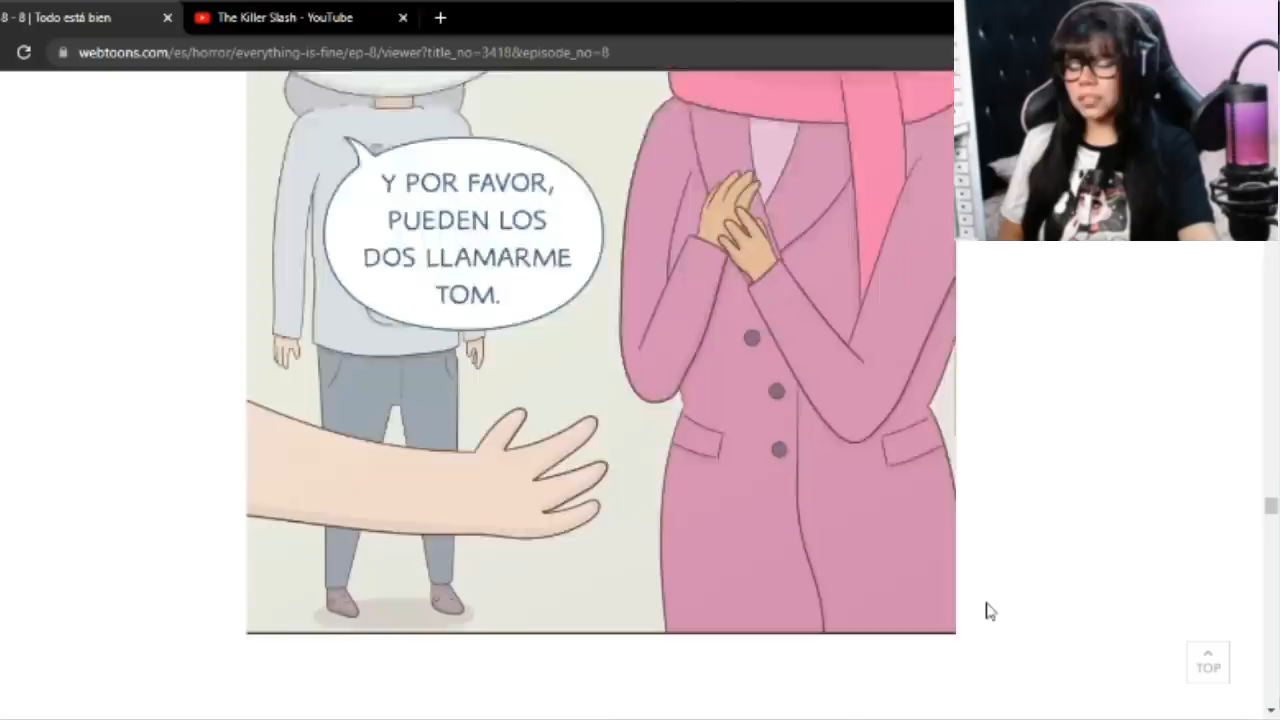 8 - 8 | Todo está bien
The Killer Slash - YouTube
webtoons.com/es/horror/everything-is-fine/ep-8/viewer?title_no=3418&episode_no=8
Y POR FAVOR,
PUEDEN LOS
DOS LLAMARME
TOM.
TOP